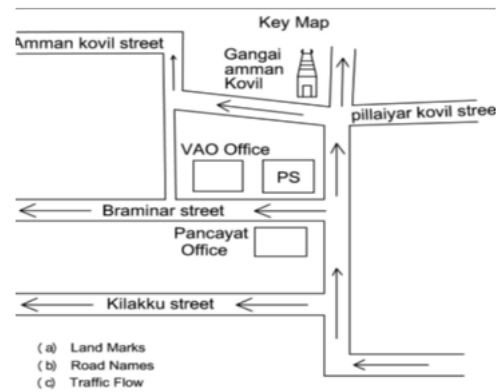 Key Map
Amman kovil street
Gangai
amman
Kovil
pillaiyar kovil stree
VAO Office
PS
Braminar street
Pancayat
Office
Kilakku street
(a) Land Marks
(b) Road Names
(c) Traffic Flow